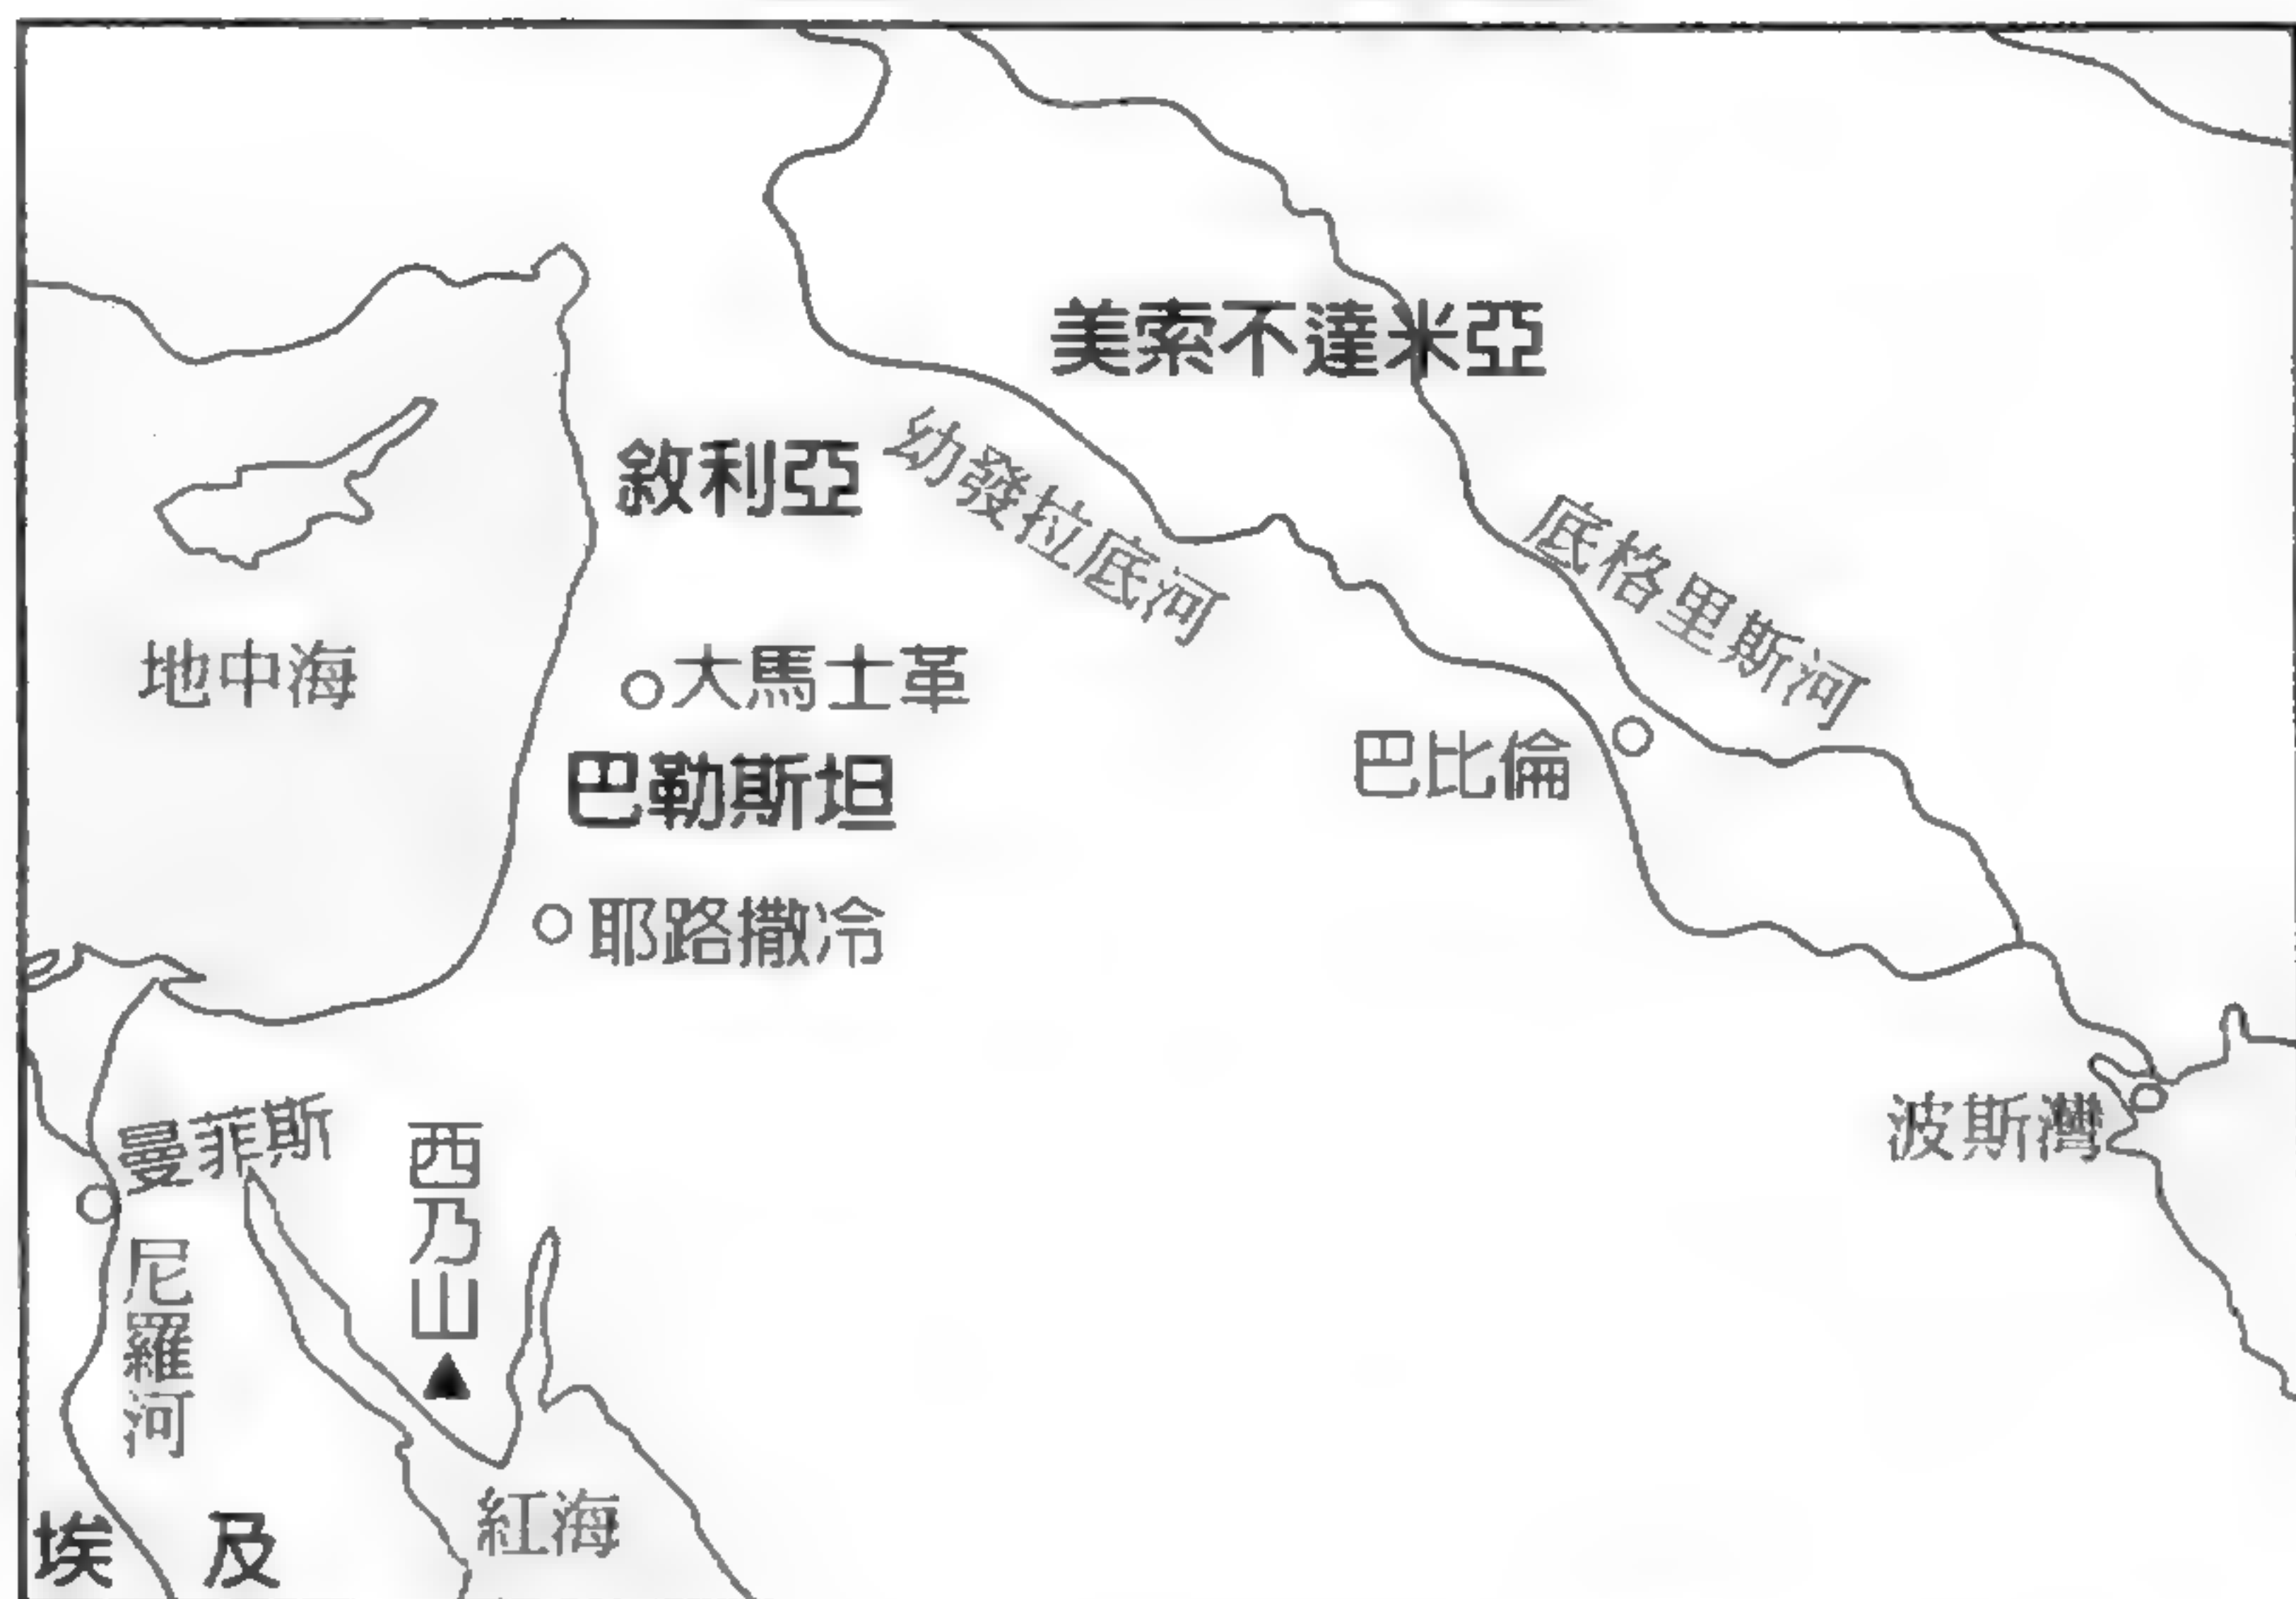 美索不達米亞
敘利亞
幼發拉底河
底格里斯河
地中海
大馬士革
巴比倫
巴勒斯坦
耶路撒冷
曼菲斯
西乃山
波斯灣
尼羅河
紅海
埃及